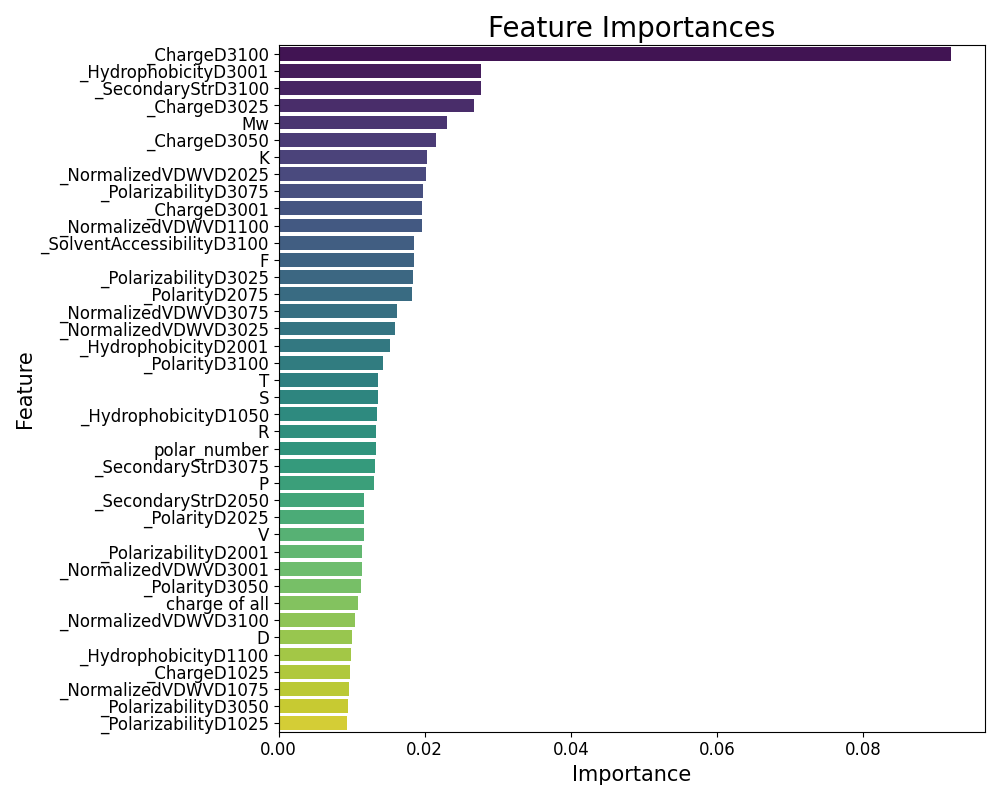 Feature Importances
_ChargeD3100
_HydrophobicityD3001
_SecondaryStrD3100
_ChargeD3025
Mw
_ChargeD3050
K
_NormalizedVDWVD2025
_PolarizabilityD3075
_ChargeD3001
_NormalizedVDWVD1100
_SolventAccessibilityD3100
F
_PolarizabilityD3025
_PolarityD2075
_NormalizedVDWVD3075
_NormalizedVDWVD3025
_HydrophobicityD2001
_PolarityD3100
T
S
_HydrophobicityD1050
R
polar_number
_SecondaryStrD3075
P
_SecondaryStrD2050
_PolarityD2025
V
_PolarizabilityD2001
_NormalizedVDWVD3001
_PolarityD3050
charge of all
_NormalizedVDWVD3100
D
_HydrophobicityD1100
_ChargeD1025
_NormalizedVDWVD1075
_PolarizabilityD3050
_PolarizabilityD1025
Feature
0.00 0.02 0.04 0.06 0.08
Importance